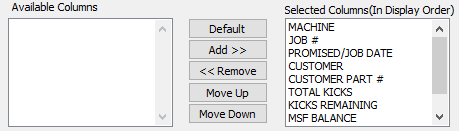 Available Columns
Selected Columns(In Display Order)
Default
Add >>
<< Remove
Move Up
Move Down
MACHINE
JOB #
PROMISED/JOB DATE
CUSTOMER
CUSTOMER PART #
TOTAL KICKS
KICKS REMAINING
MSF BALANCE